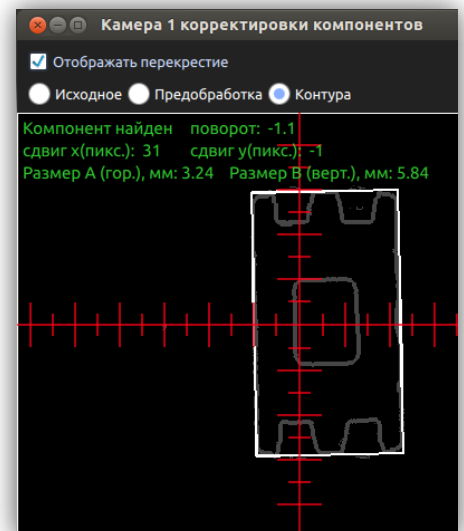 Камера 1 корректировки компонентов
Отображать перекрестие
Исходное Предобработка Контура
Компонент найден поворот: -1.1
сдвиг x(пикс.): 31 сдвиг y(пикс.): -1
Размер А (гор.), мм: 3.24 Размер В (верт.), мм: 5.84